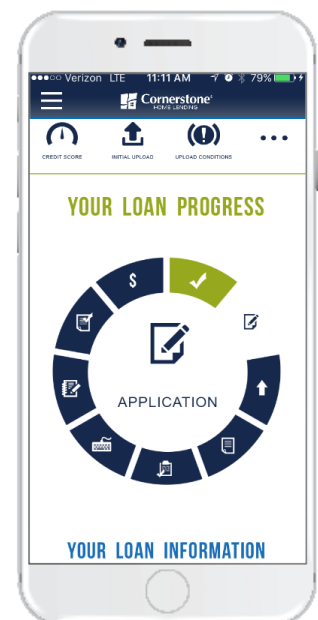 Verizon LTE 11:11 AM 79%
Cornerstone
HOME LENDING
CREDIT SCORE INITIAL UPLOAD UPLOAD CONDITIONS
YOUR LOAN PROGRESS
$
APPLICATION
YOUR LOAN INFORMATION